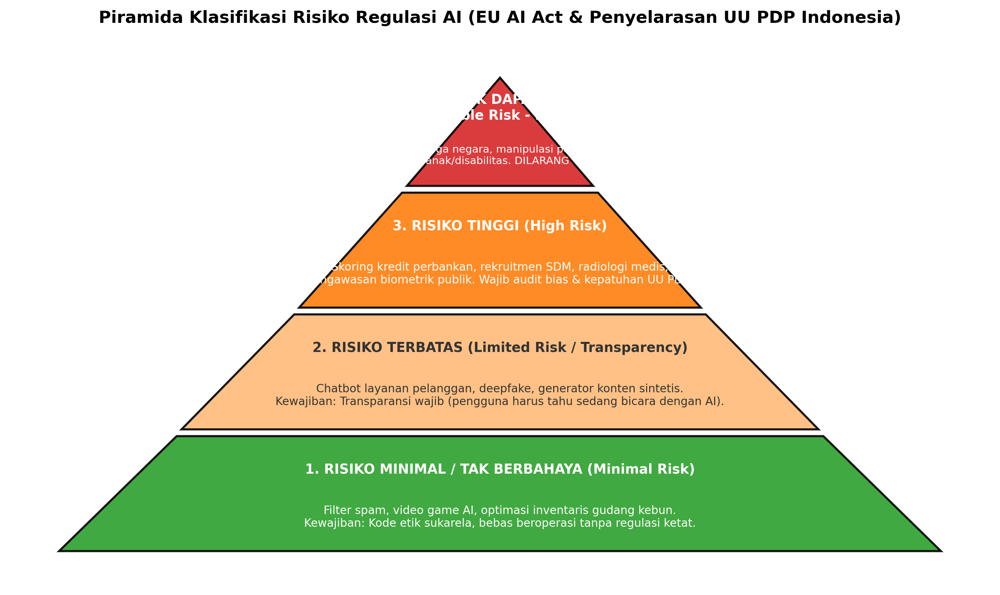 Piramida Klasifikasi Risiko Regulasi AI (EU AI Act & Penyelarasan UU PDP Indonesia)
Risk -
negara, manipulasi
anak/disabilitas. DILARANG
3. RISIKO TINGGI (High Risk)
Skoring kredit perbankan, rekruitmen SDM, radiologi medis,
biometrik publik. Wajib audit bias & kepatuhan UU
2. RISIKO TERBATAS (Limited Risk / Transparency)
Chatbot layanan pelanggan, deepfake, generator konten sintetis.
Kewajiban: Transparansi wajib (pengguna harus tahu sedang bicara dengan AI).
1. RISIKO MINIMAL / TAK BERBAHAYA (Minimal Risk)
Filter spam, video game AI, optimasi inventaris gudang kebun.
Kewajiban: Kode etik sukarela, bebas beroperasi tanpa regulasi ketat.